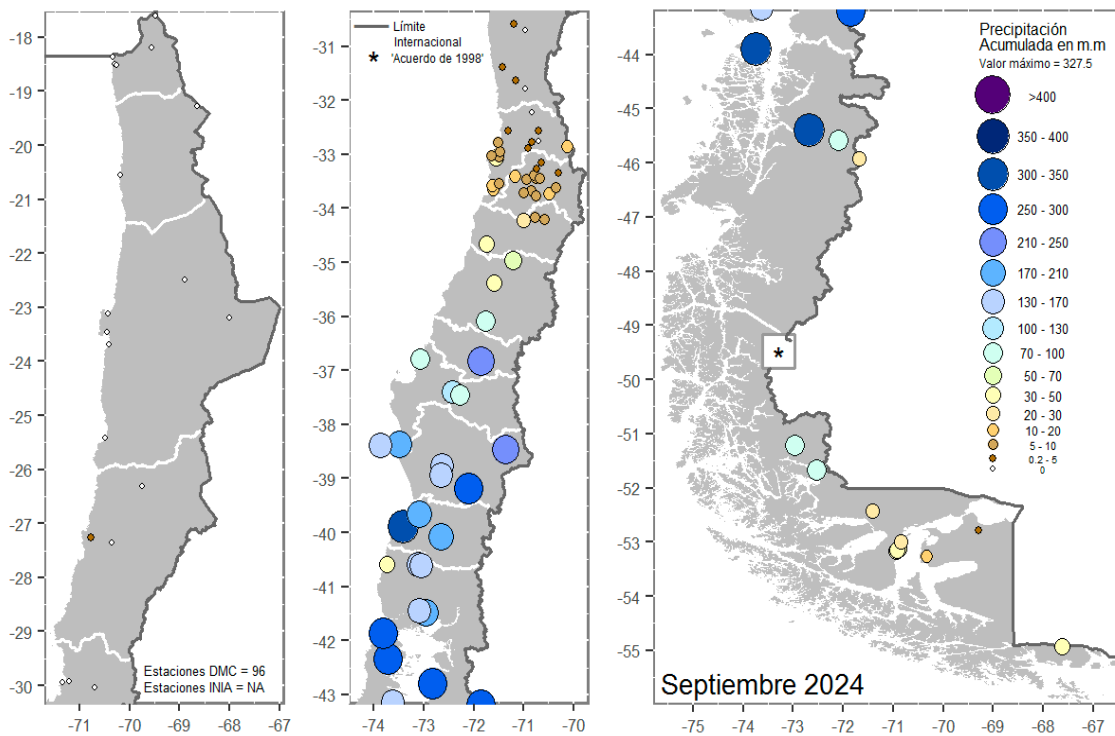 -18
-19
-20
-21
-22
-23
-24
-25
-26
-27
-28
-29
-30
Estaciones DMC = 96
Estaciones INIA = NA
-71
-70
-69
-68
-67
Límite
Internacional
* 'Acuerdo de 1998'
-31
-32
-33
-34
-35
-36
-37
-38
-39
-40
-41
-42
-43
-74
-73
-72
-71
-70
Precipitación
Acumulada en m.m
Valor máximo = 327.5
>400
350 - 400
300 - 350
250 - 300
210 - 250
170 - 210
130 - 170
100 - 130
70 - 100
50 - 70
30 - 50
20 - 30
10 - 20
5 - 10
0.2 - 5
0
*
-44
-45
-46
-47
-48
-49
-50
-51
-52
-53
-54
-55
Septiembre 2024
-75
-74
-73
-72
-71
-70
-69
-68
-67